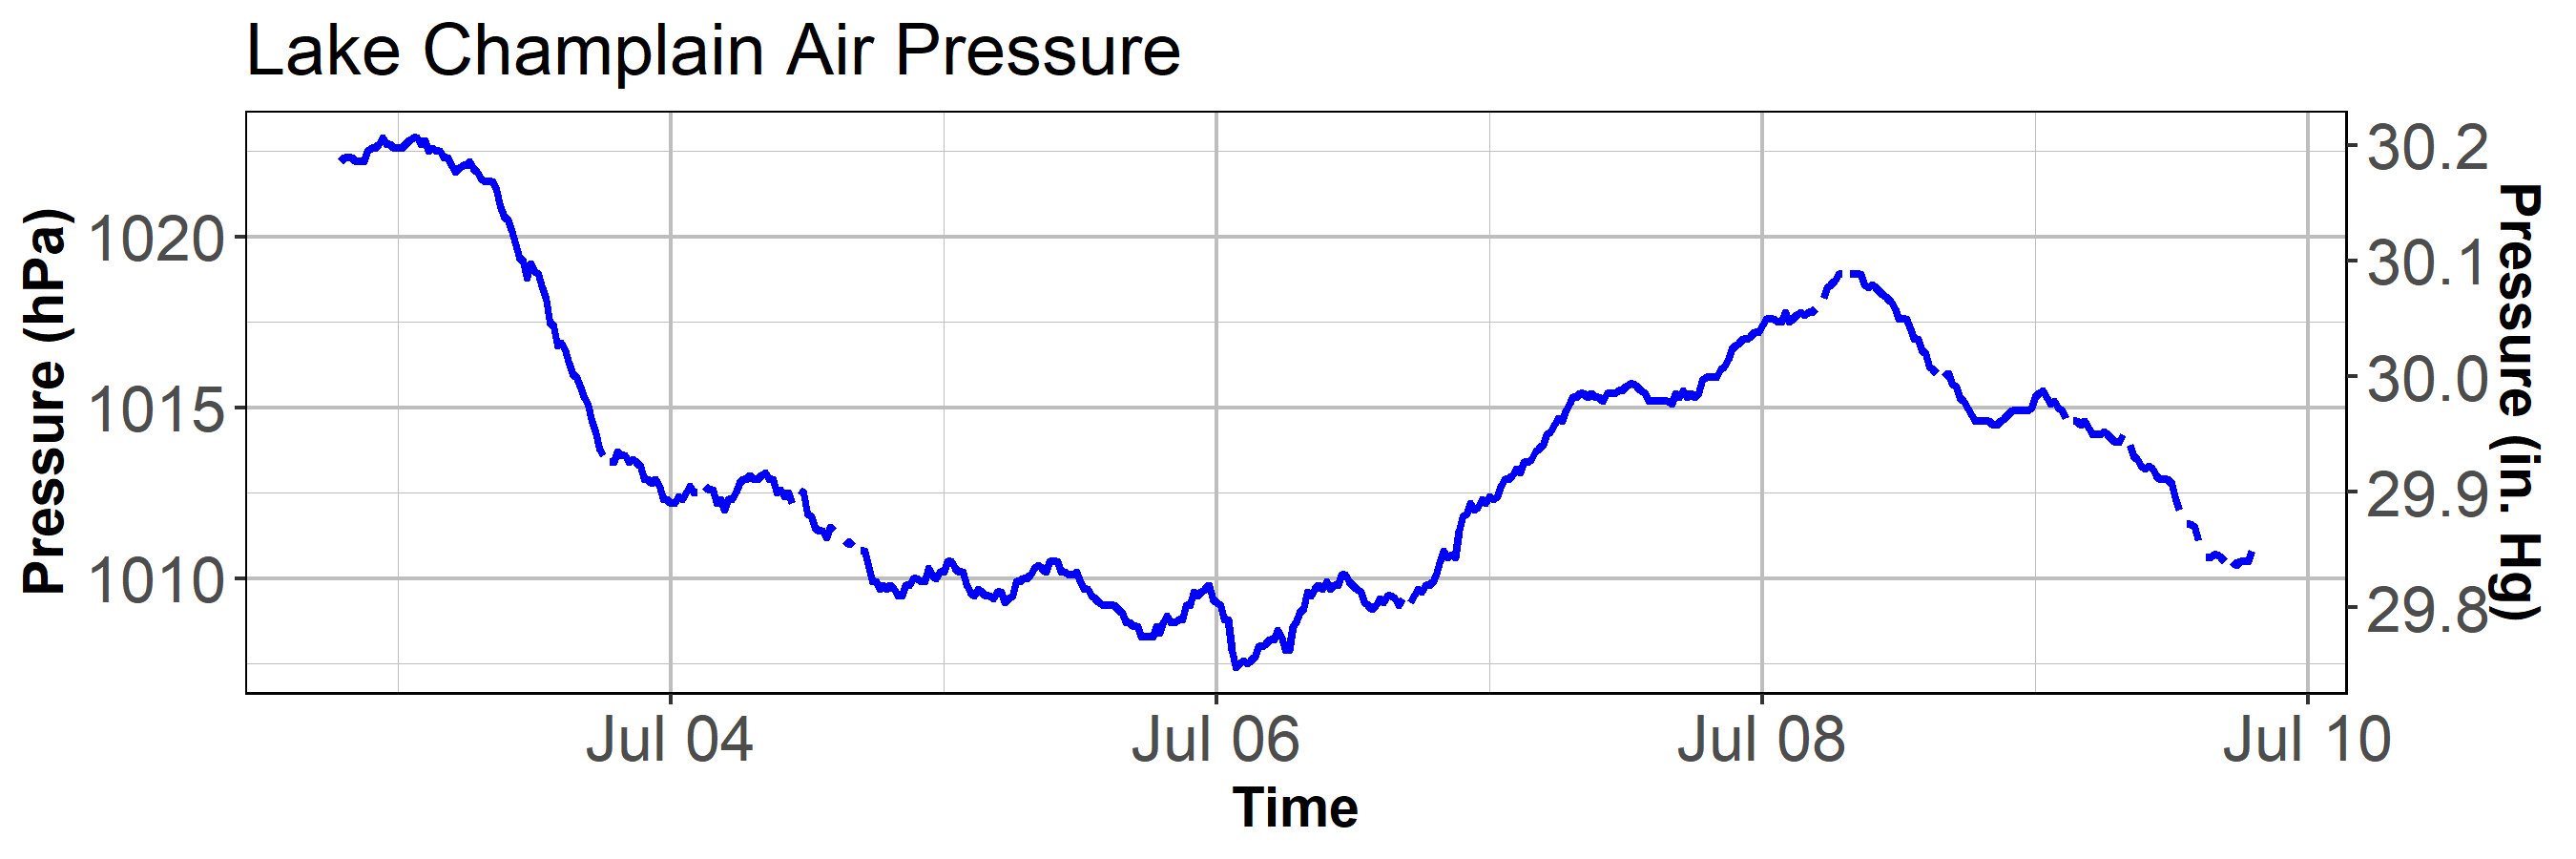 Lake Champlain Air Pressure
Pressure (hPa)
1020
1015
1010
30.2
30.1
30.0
29.9
29.8
Pressure (in. Hg)
Jul 04 Jul 06 Jul 08 Jul 10
Time